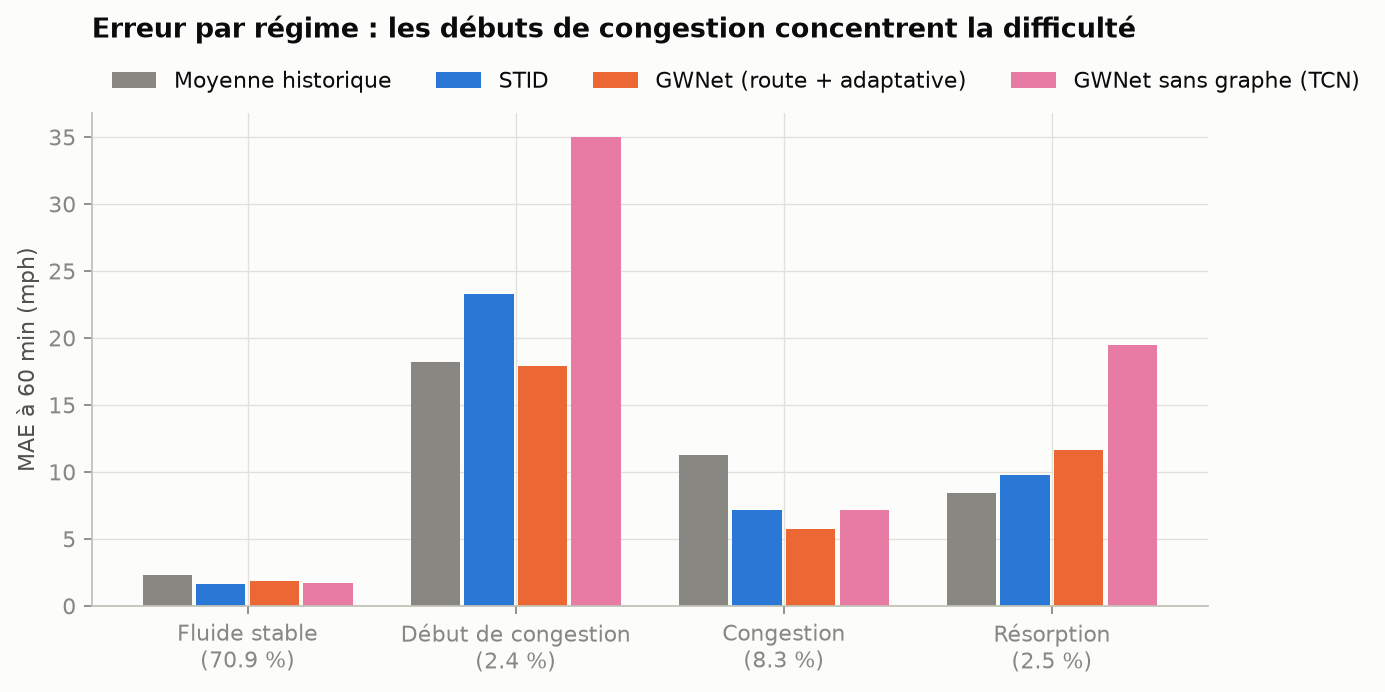 Erreur par régime : les débuts de congestion concentrent la difficulté
Moyenne historique
STID
GWNet (route + adaptative)
GWNet sans graphe (TCN)
MAE à 60 min (mph)
35
30
25
20
15
10
5
0
Fluide stable
(70.9 %)
Début de congestion
(2.4 %)
Congestion
(8.3 %)
Résorption
(2.5 %)